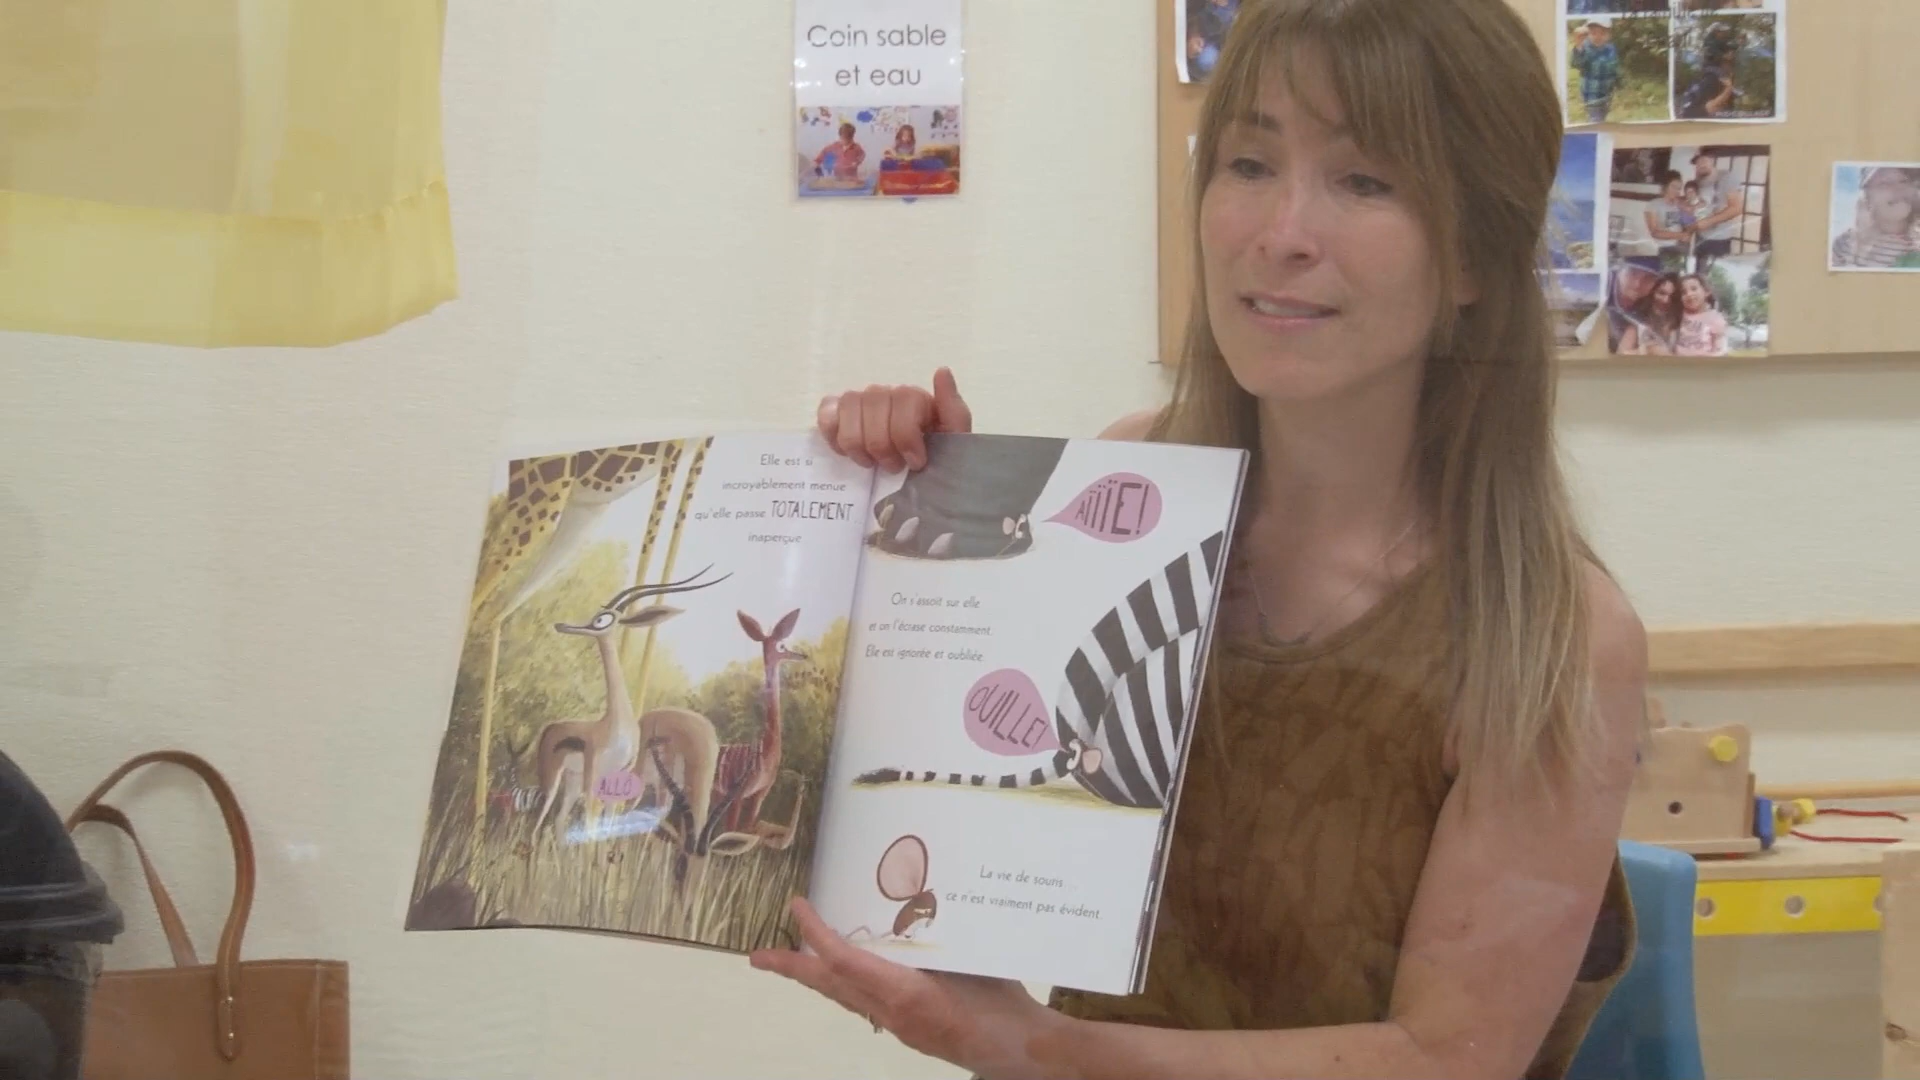 Coin sable
et eau
Elle est si
incroyablement menue
qu'elle passe TOTALEMENT
inaperçue
ALLÔ
AÏÏÏE!
On s'assoit sur elle
et on l'écrase constamment.
Elle est ignorée et oubliée.
OUILLE!
La vie de souris...
ce n'est vraiment pas évident.